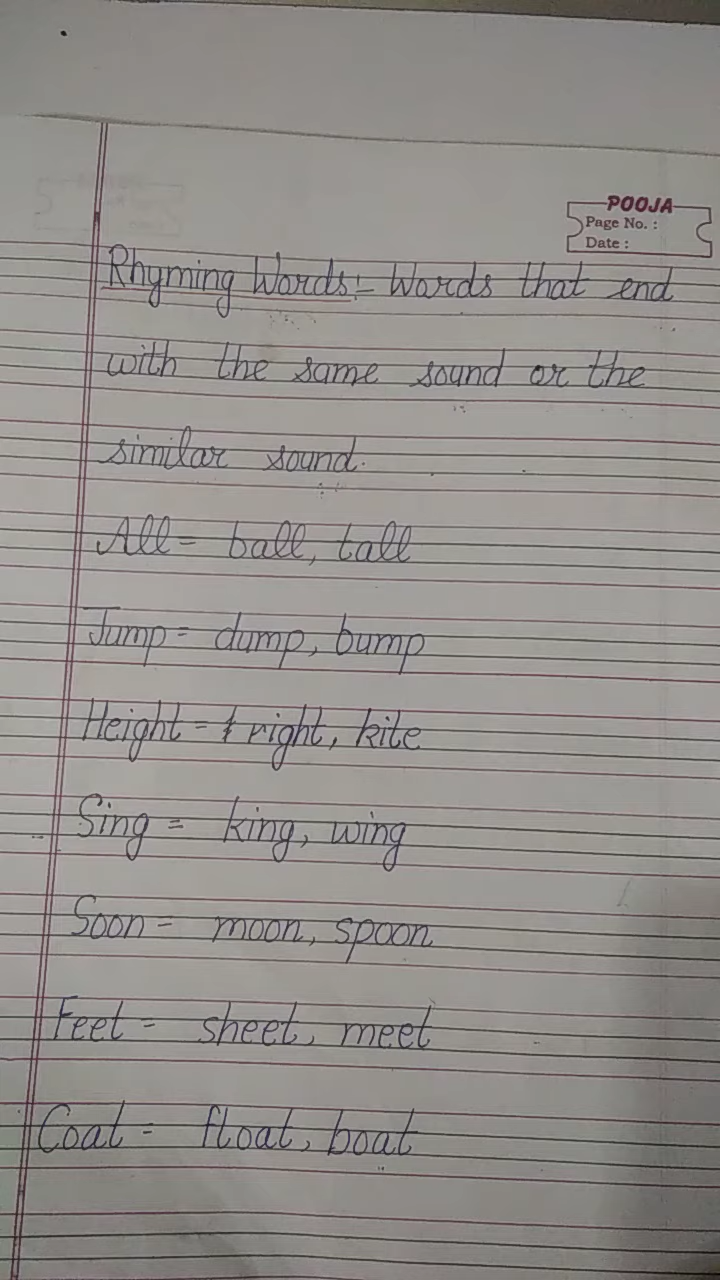 POOJA
Page No. :
Date :
Rhyming Words:- Words that end
with the same sound or the
similar sound.
All = ball, tall
Jump = dump, bump
Height = right, kite
Sing = king, wing
Soon = moon, spoon
Feet = sheet, meet
Coat = float, boat